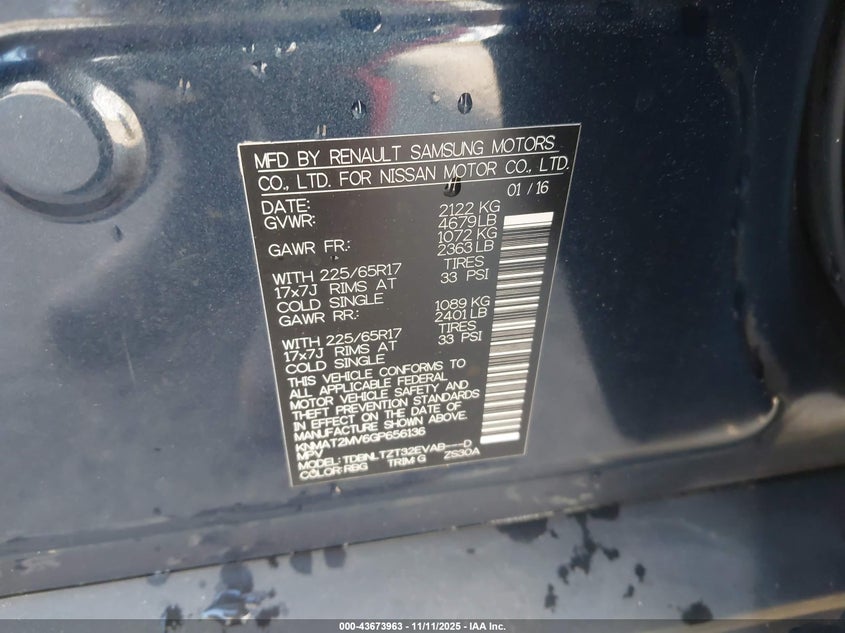 MFD BY RENAULT SAMSUNG MOTORS
CO., LTD. FOR NISSAN MOTOR CO., LTD.
DATE: 01 / 16
GVWR: 2122 KG
4679 LB
GAWR FR: 1072 KG
2363 LB
WITH 225/65R17 TIRES
17x7J RIMS AT 33 PSI
COLD SINGLE
GAWR RR: 1089 KG
2401 LB
WITH 225/65R17 TIRES
17x7J RIMS AT 33 PSI
COLD SINGLE
THIS VEHICLE CONFORMS TO
ALL APPLICABLE FEDERAL
MOTOR VEHICLE SAFETY AND
THEFT PREVENTION STANDARDS
IN EFFECT ON THE DATE OF
MANUFACTURE SHOWN ABOVE.
KNMAT2MV6GP656136
MPV
MODEL: TDBNLTZT32EVAB---D
COLOR: RBG TRIM: G ZS30A
000-43673963 - 11/11/2025 - IAA Inc.